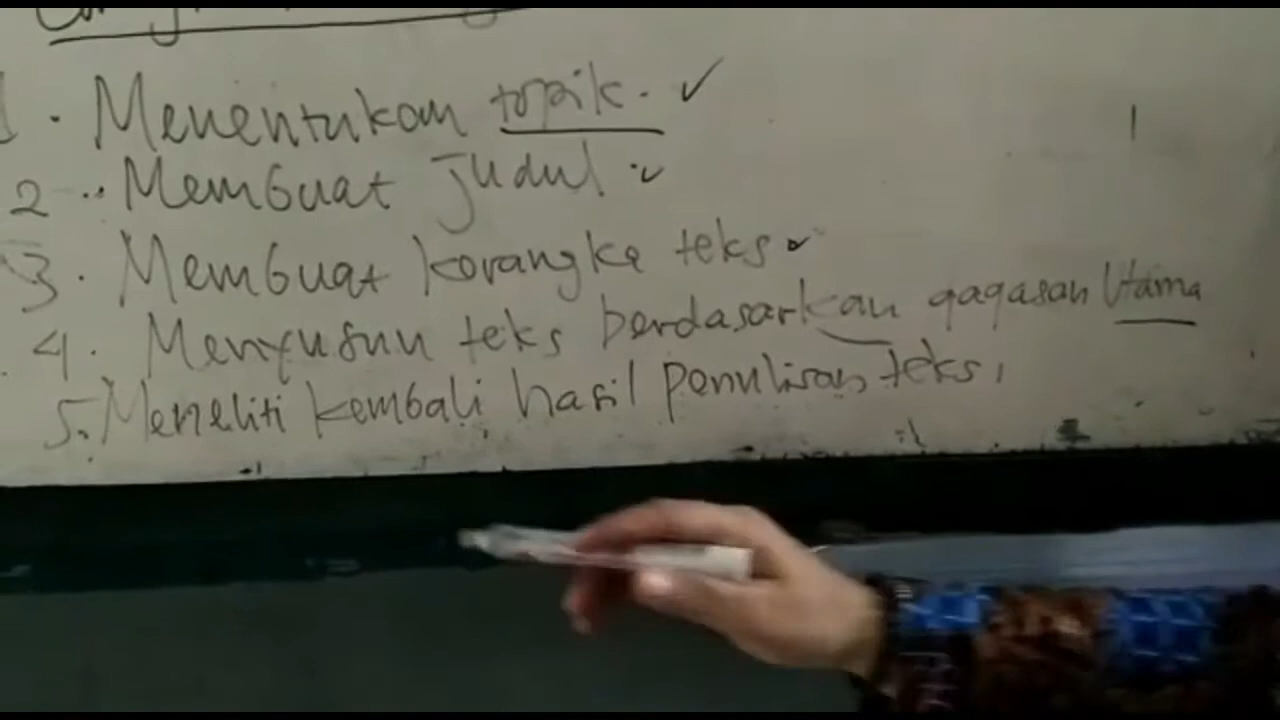 1. Menentukan topik. ✓
2. Membuat judul ✓
3. Membuat korangka teks ✓
4. Menyusun teks berdasarkan gagasan Utama
5. Meneliti kembali hasil penulisan teks,